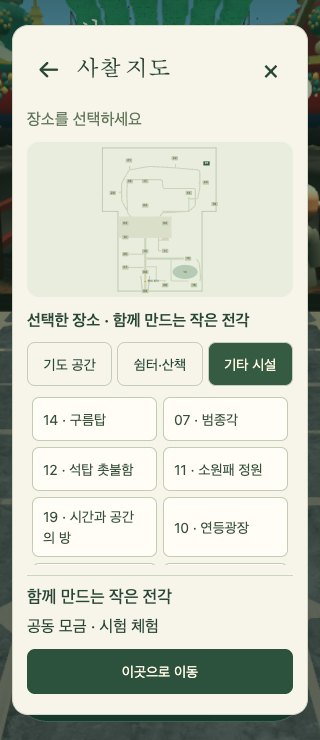 사찰 지도
장소를 선택하세요
선택한 장소 · 함께 만드는 작은 전각
기도 공간
쉼터·산책
기타 시설
14 · 구름탑
07 · 범종각
12 · 석탑 촛불함
11 · 소원패 정원
19 · 시간과 공간
의 방
10 · 연등광장
함께 만드는 작은 전각
공동 모금 · 시험 체험
이곳으로 이동